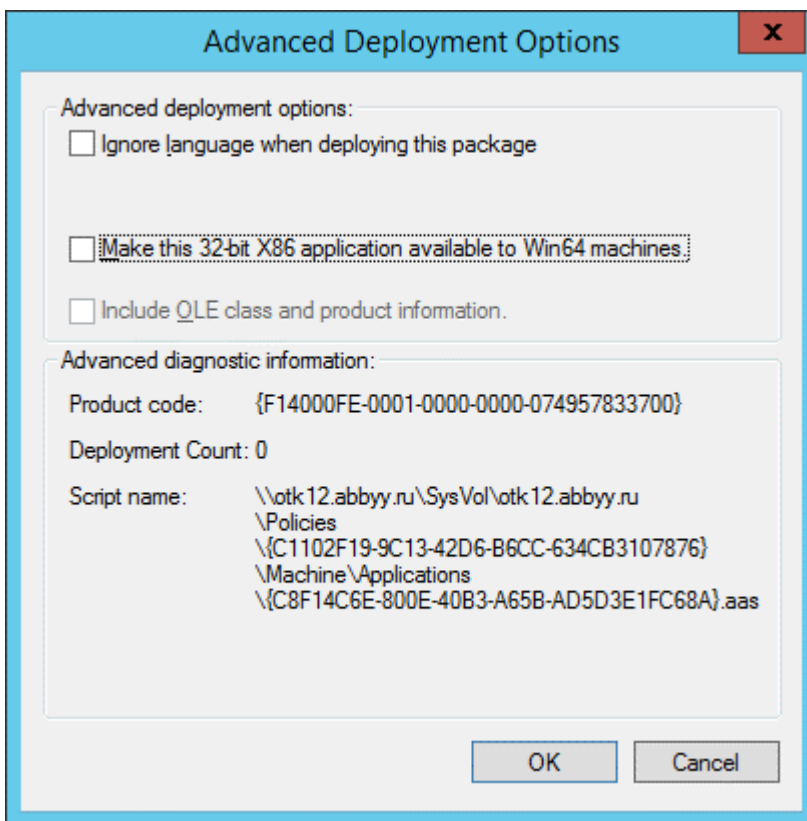 Advanced Deployment Options
x
Advanced deployment options:
Ignore language when deploying this package
Make this 32-bit X86 application available to Win64 machines.
Include OLE class and product information.
Advanced diagnostic information:
Product code: {F14000FE-0001-0000-0000-074957833700}
Deployment Count: 0
Script name: \\otk12.abbyy.ru\SysVol\otk12.abbyy.ru
\Policies
\{C1102F19-9C13-42D6-B6CC-634CB3107876}
\Machine\Applications
\{C8F14C6E-800E-40B3-A65B-AD5D3E1FC68A}.aas
OK Cancel